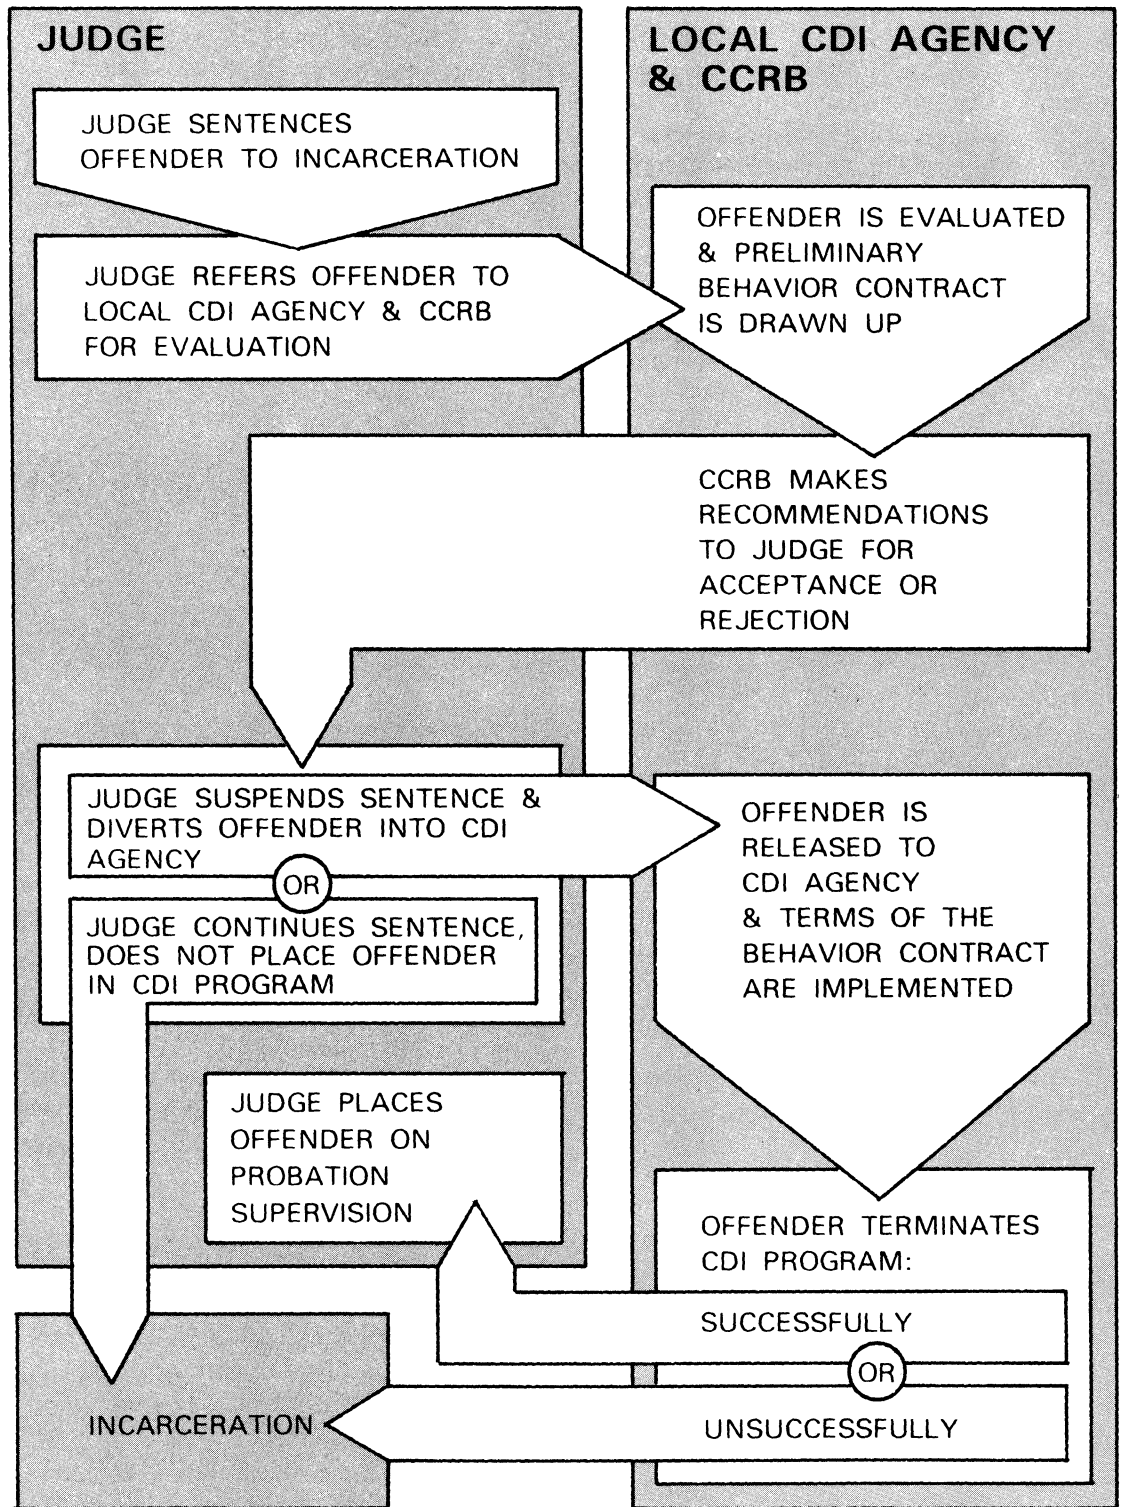 JUDGE
JUDGE SENTENCES
OFFENDER TO INCARCERATION
JUDGE REFERS OFFENDER TO
LOCAL CDI AGENCY & CCRB
FOR EVALUATION
LOCAL CDI AGENCY
& CCRB
OFFENDER IS EVALUATED
& PRELIMINARY
BEHAVIOR CONTRACT
IS DRAWN UP
CCRB MAKES
RECOMMENDATIONS
TO JUDGE FOR
ACCEPTANCE OR
REJECTION
JUDGE SUSPENDS SENTENCE &
DIVERTS OFFENDER INTO CDI
AGENCY
OR
JUDGE CONTINUES SENTENCE,
DOES NOT PLACE OFFENDER
IN CDI PROGRAM
OFFENDER IS
RELEASED TO
CDI AGENCY
& TERMS OF THE
BEHAVIOR CONTRACT
ARE IMPLEMENTED
JUDGE PLACES
OFFENDER ON
PROBATION
SUPERVISION
OFFENDER TERMINATES
CDI PROGRAM:
SUCCESSFULLY
OR
UNSUCCESSFULLY
INCARCERATION